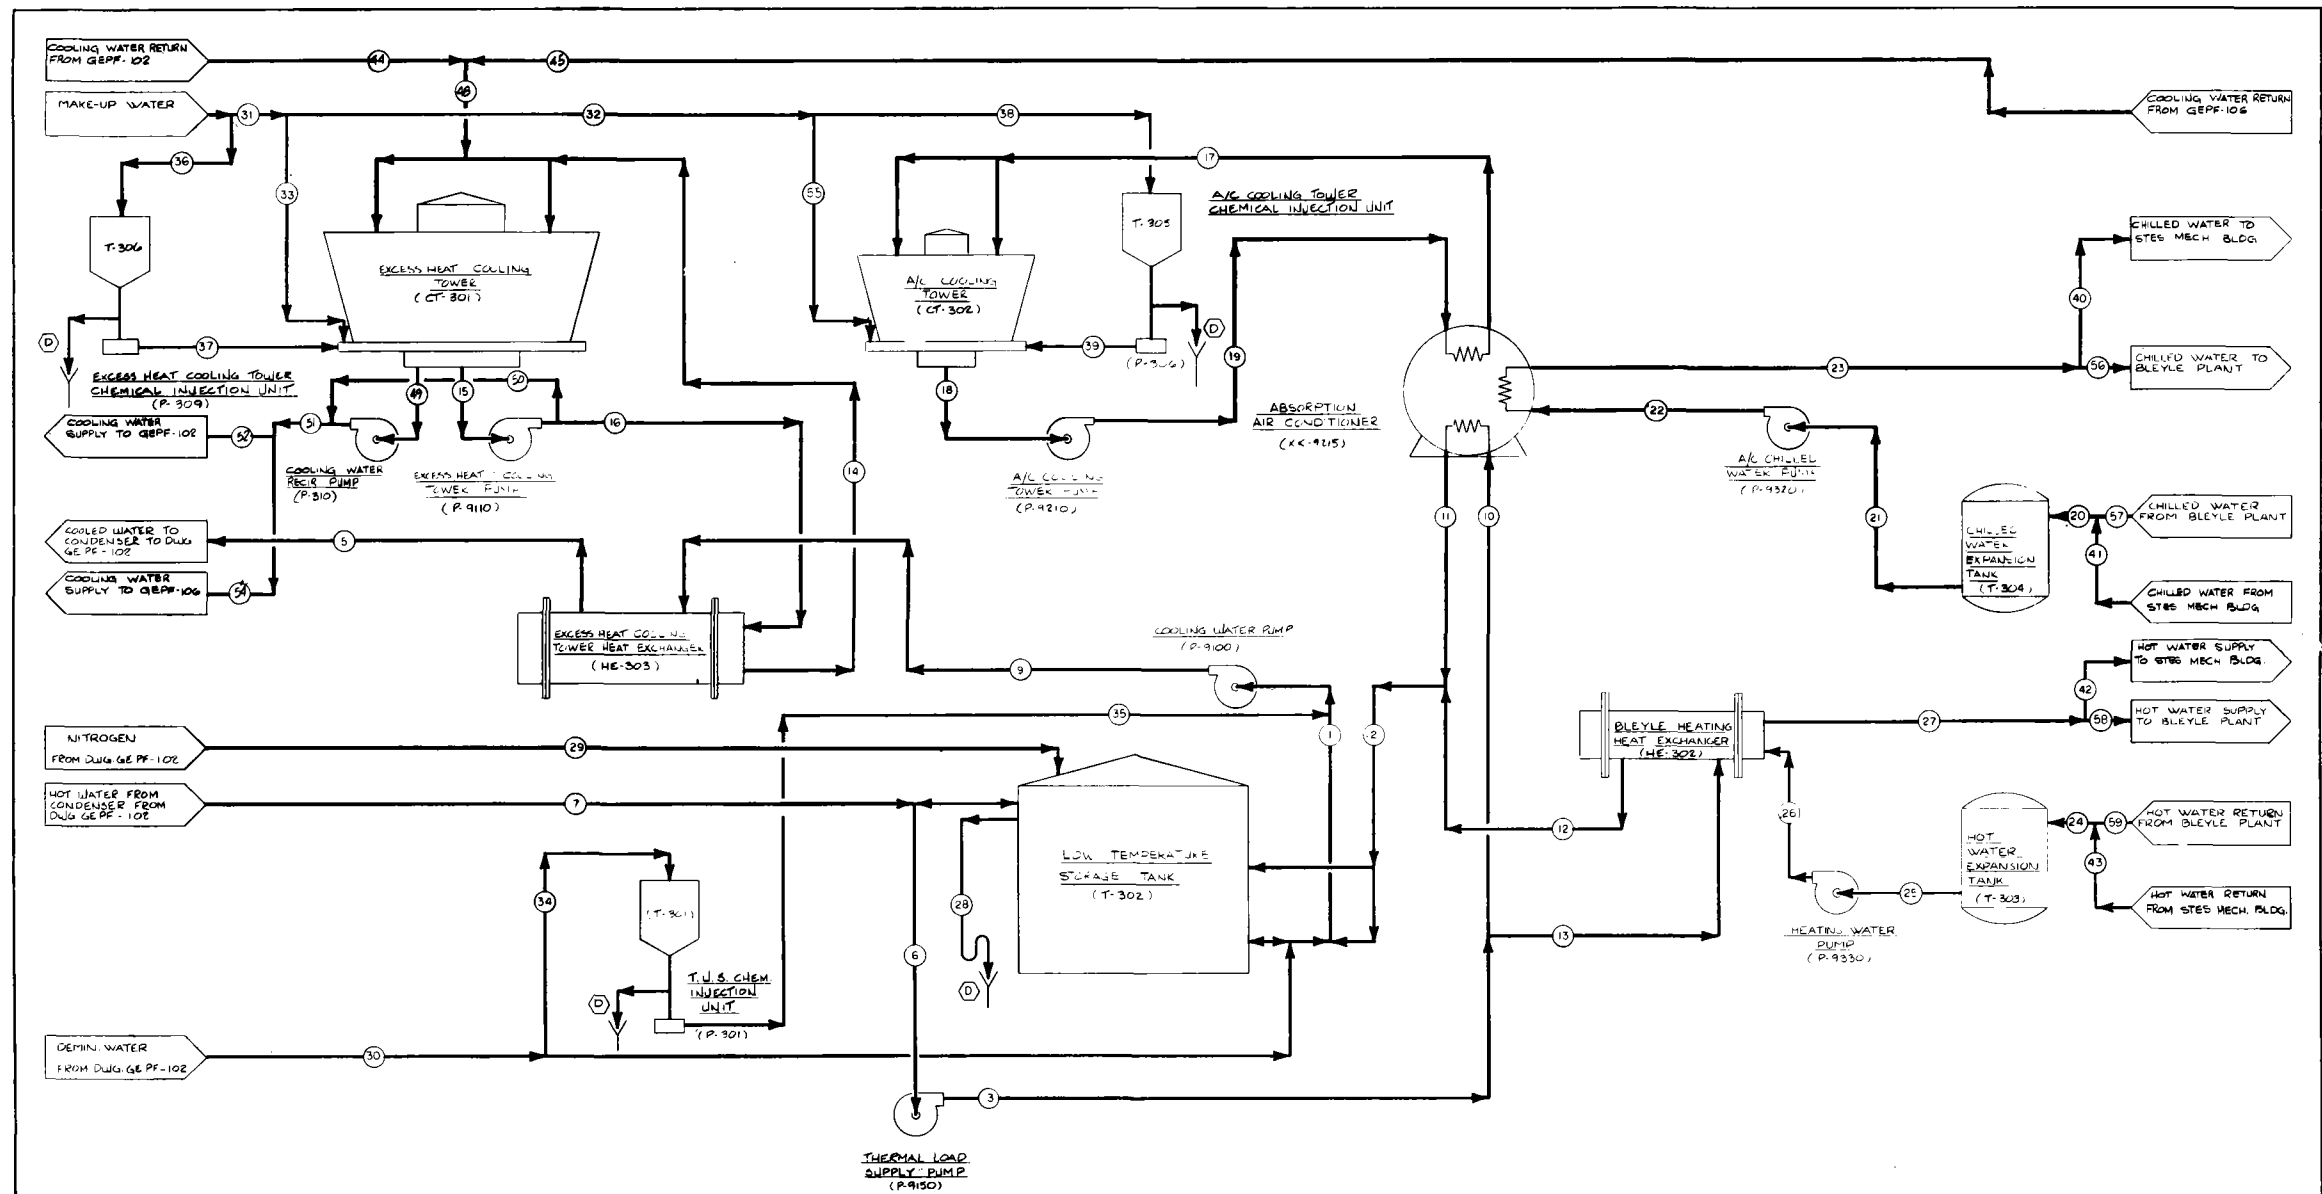 COOLING WATER RETURN
FROM GEPF-102
44
45
48
MAKE-UP WATER
31
32
38
COOLING WATER RETURN
FROM GEPF-106
36
33
55
17
T-306
EXCESS HEAT COOLING
TOWER
(CT-301)
A/C COOLING
TOWER
(CT-302)
T-305
A/C COOLING TOWER
CHEMICAL INJECTION UNIT
CHILLED WATER TO
STES MECH BLDG
40
D
37
39
(P-306)
D
19
23
56
CHILLED WATER TO
BLEYLE PLANT
EXCESS HEAT COOLING TOWER
CHEMICAL INJECTION UNIT
(P-309)
49
15
50
18
22
COOLING WATER
SUPPLY TO GEPF-102
52
51
16
ABSORPTION
AIR CONDITIONER
(XK-9215)
COOLING WATER
RECIR PUMP
(P-310)
EXCESS HEAT
TOWER
(P-9110)
14
A/C
TOWER
(P-9210)
A/C
WATER
(P-9320)
11
10
21
20
57
CHILLED WATER
FROM BLEYLE PLANT
41
CHILLED
WATER
EXPANSION
TANK
(T-304)
CHILLED WATER FROM
STES MECH BLDG
COOLED WATER TO
CONDENSER TO DWG
GE PF-102
5
COOLING WATER
SUPPLY TO GEPF-106
54
EXCESS HEAT
TOWER HEAT EXCHANGER
(HE-303)
COOLING WATER PUMP
(P-9100)
9
HOT WATER SUPPLY
TO STES MECH BLDG.
42
35
1
2
BLEYLE HEATING
HEAT EXCHANGER
(HE-302)
27
58
HOT WATER SUPPLY
TO BLEYLE PLANT
NITROGEN
FROM DWG. GE PF-102
29
HOT WATER FROM
CONDENSER FROM
DWG GE PF-102
7
12
26
24
59
HOT WATER RETURN
FROM BLEYLE PLANT
43
LOW TEMPERATURE
STORAGE TANK
(T-302)
HOT
WATER
EXPANSION
TANK
(T-303)
HOT WATER RETURN
FROM STES MECH. BLDG.
34
(T-301)
28
25
HEATING WATER
PUMP
(P-9330)
13
6
D
D
CHEM.
INJECTION
UNIT
(P-301)
DEMIN. WATER
FROM DWG. GE PF-102
30
3
THERMAL LOAD
SUPPLY PUMP
(P-9150)